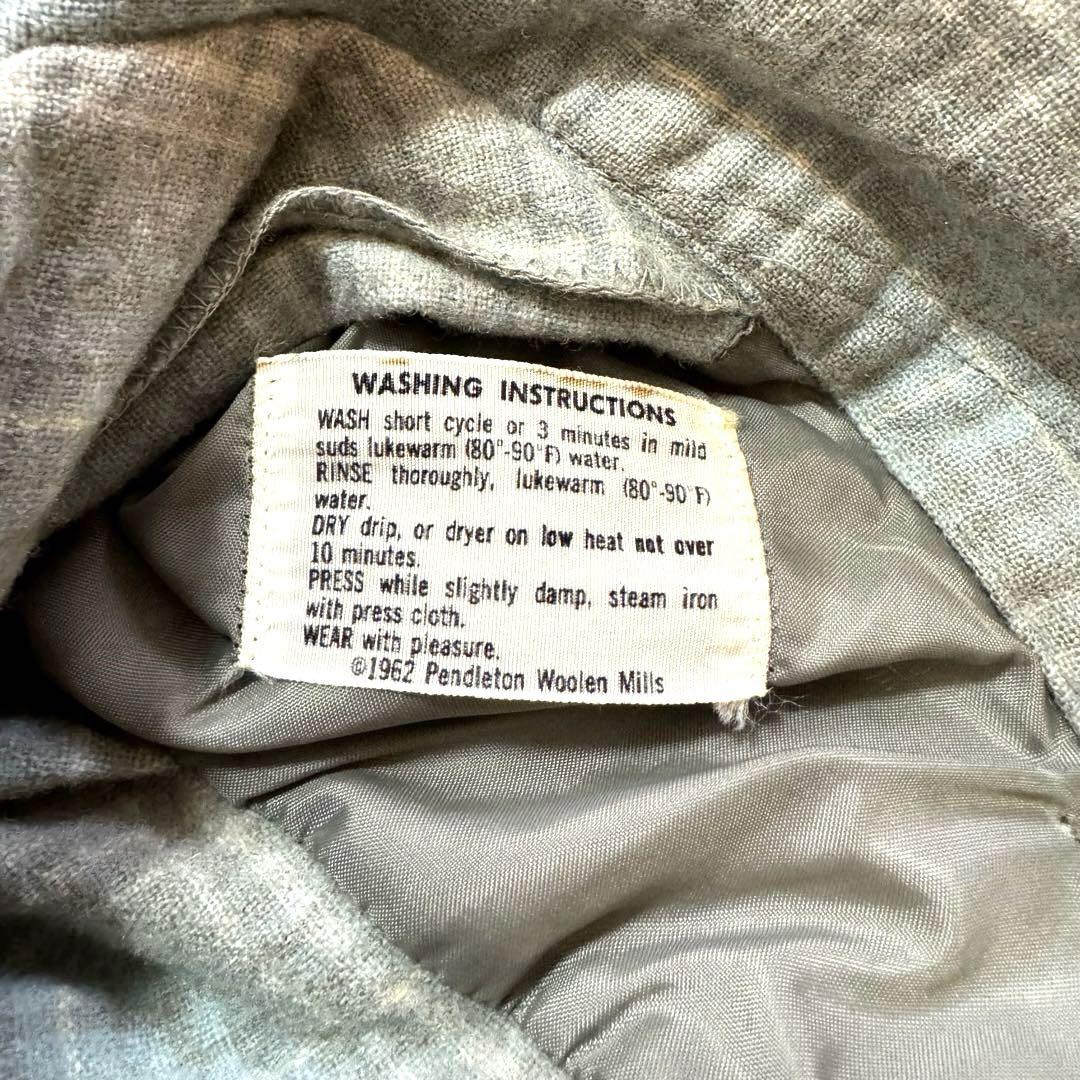 WASHING INSTRUCTIONS
WASH short cycle or 3 minutes in mild
suds lukewarm (80°-90°F) water.
RINSE thoroughly, lukewarm (80°-90°F)
water.
DRY drip, or dryer on low heat not over
10 minutes.
PRESS while slightly damp, steam iron
with press cloth.
WEAR with pleasure.
©1962 Pendleton Woolen Mills